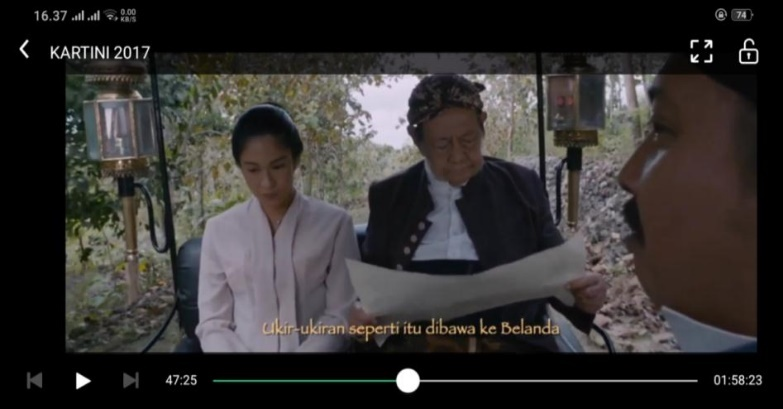 16.37 0.00 KB/S 74
KARTINI 2017
Ukir-ukiran seperti itu dibawa ke Belanda
47:25 01:58:23